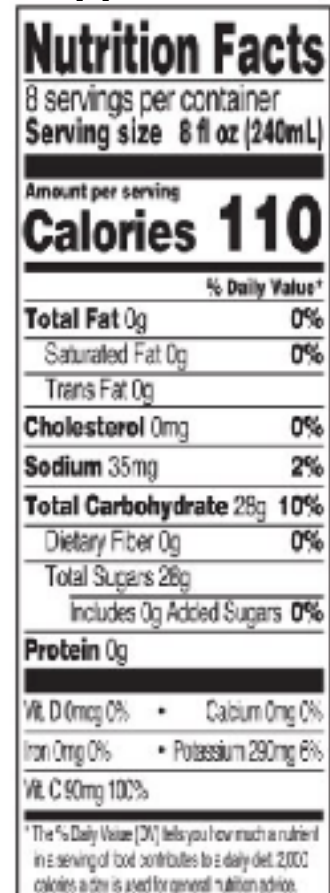 Nutrition Facts
8 servings per container
Serving size 8 fl oz (240mL)
Amount per serving
Calories 110
% Daily Value*
Total Fat 0g 0%
Saturated Fat 0g 0%
Trans Fat 0g
Cholesterol 0mg 0%
Sodium 35mg 2%
Total Carbohydrate 28g 10%
Dietary Fiber 0g 0%
Total Sugars 26g
Includes 0g Added Sugars 0%
Protein 0g
Vit. D 0mcg 0% • Calcium 0mg 0%
Iron 0mg 0% • Potassium 290mg 6%
Vit. C 90mg 100%
*The % Daily Value (DV) tells you how much a nutrient
in a serving of food contributes to a daily diet. 2,000
calories a day is used for general nutrition advice.